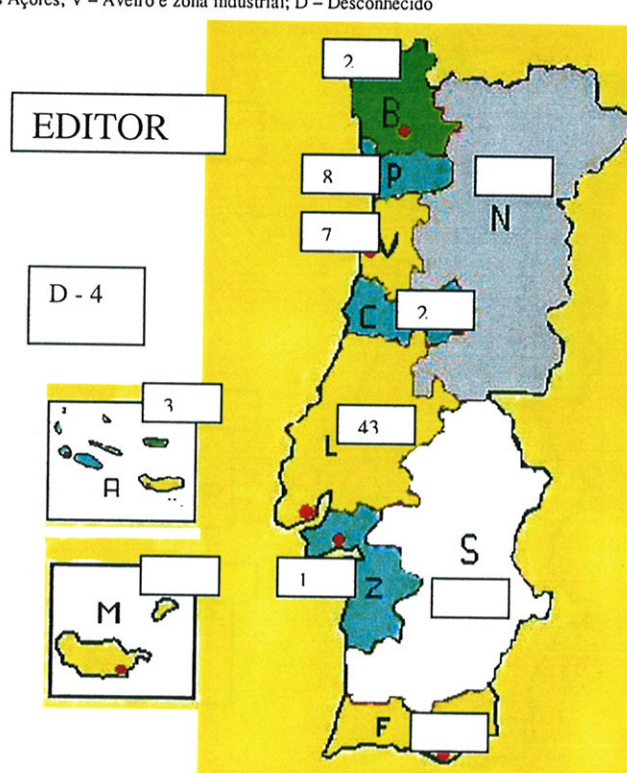 s Açores; V – Aveiro e zona industrial; D – Desconhecido
2
B
EDITOR
8
P
N
7
V
D - 4
C
2
3
A
43
L
S
1
Z
M
F